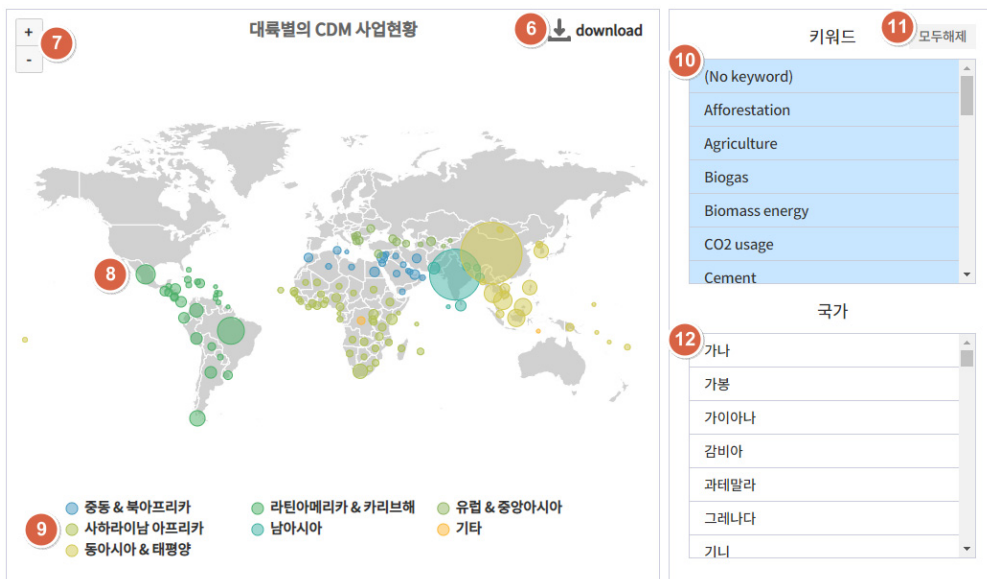 +
-
7
대륙별의 CDM 사업현황
6
download
8
9
중동 & 북아프리카
라틴아메리카 & 카리브해
유럽 & 중앙아시아
사하라이남 아프리카
남아시아
기타
동아시아 & 태평양
키워드
11
모두해제
10
(No keyword)
Afforestation
Agriculture
Biogas
Biomass energy
CO2 usage
Cement
국가
12
가나
가봉
가이아나
감비아
과테말라
그레나다
기니